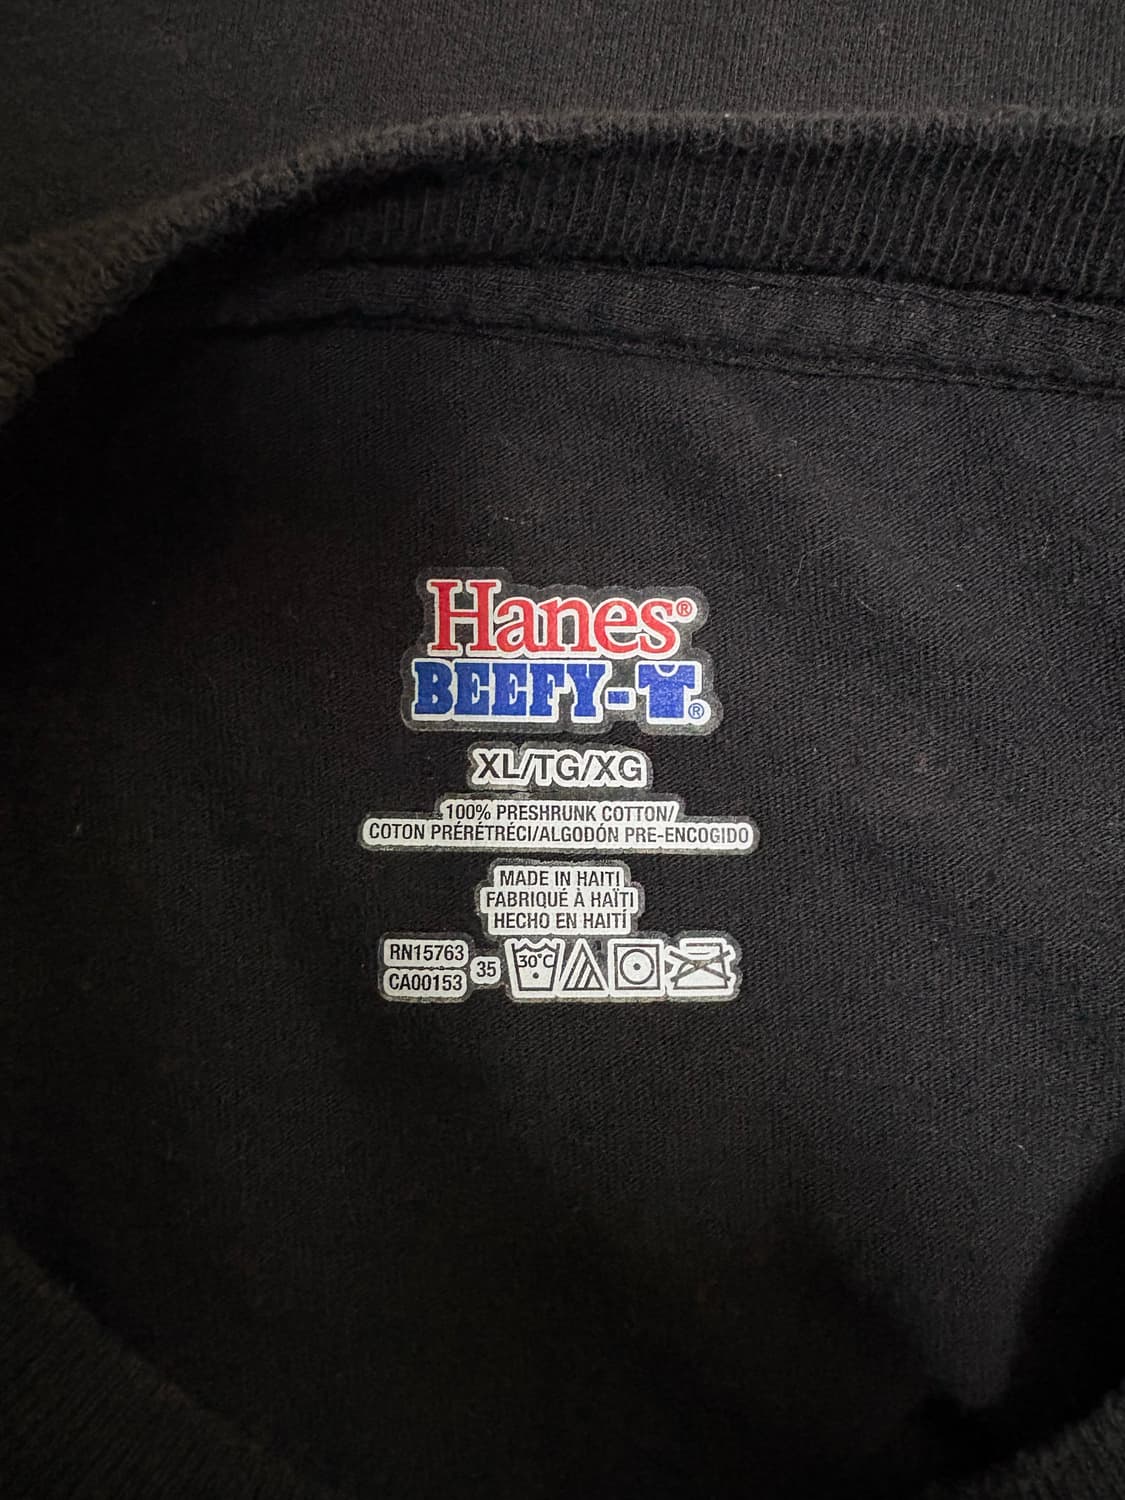 Hanes®
BEEFY-T®
XL/TG/XG
100% PRESHRUNK COTTON/
COTON PRÉRÉTRÉCI/ALGODÓN PRE-ENCOGIDO
MADE IN HAITI
FABRIQUÉ À HAÏTI
HECHO EN HAITÍ
RN15763
CA00153
35
30°C